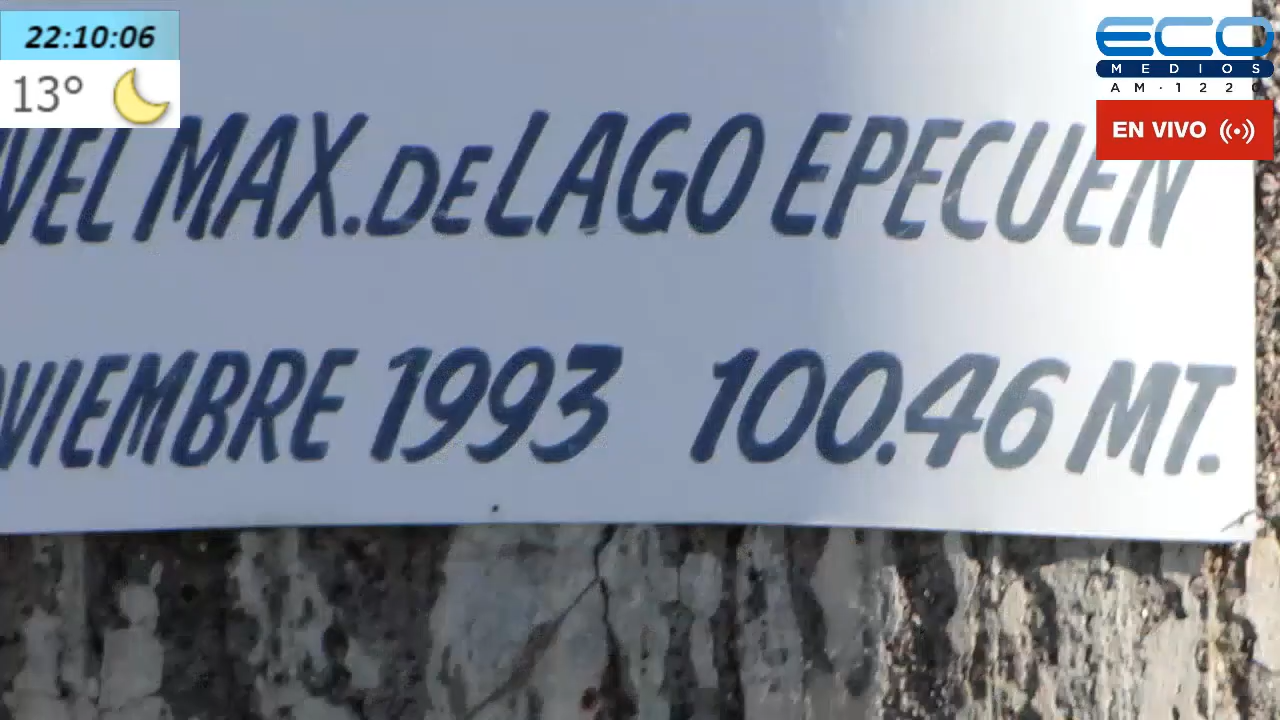 22:10:06
13°
ECO
MEDIOS
AM·1220
EN VIVO
VEL MAX. DE LAGO EPECUEN
VIEMBRE 1993 100.46 MT.